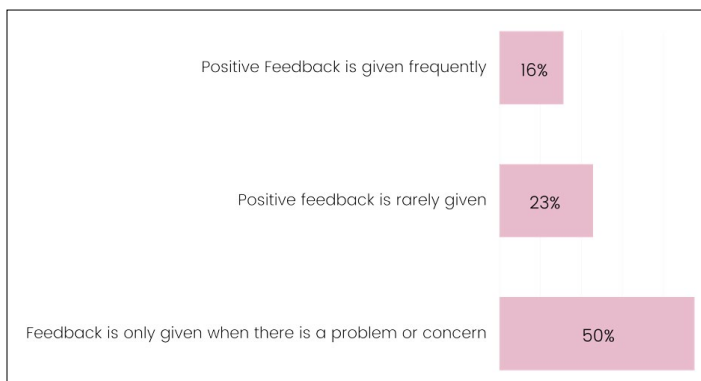 Positive Feedback is given frequently 16%
Positive feedback is rarely given 23%
Feedback is only given when there is a problem or concern 50%